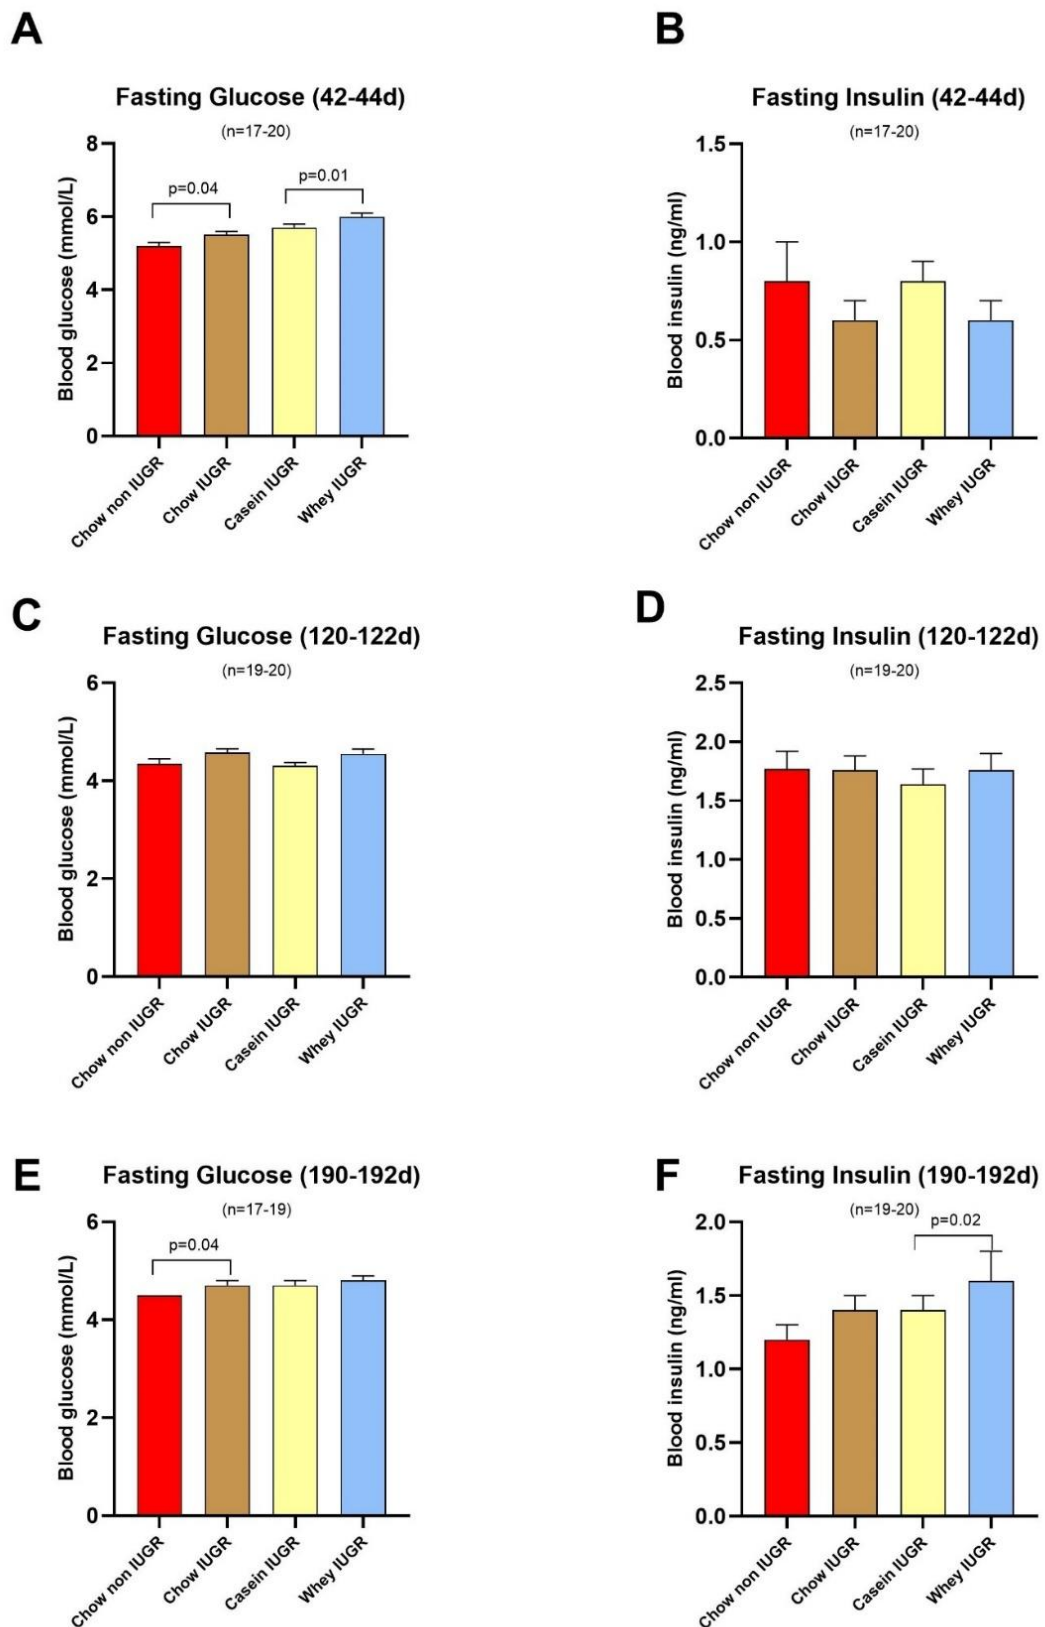 A
Fasting Glucose (42-44d)
(n=17-20)
Blood glucose (mmol/L)
8
6
4
2
0
p=0.04
p=0.01
Chow non IUGR
Chow IUGR
Casein IUGR
Whey IUGR
B
Fasting Insulin (42-44d)
(n=17-20)
Blood insulin (ng/ml)
1.5
1.0
0.5
0.0
Chow non IUGR
Chow IUGR
Casein IUGR
Whey IUGR
C
Fasting Glucose (120-122d)
(n=19-20)
Blood glucose (mmol/L)
6
4
2
0
Chow non IUGR
Chow IUGR
Casein IUGR
Whey IUGR
D
Fasting Insulin (120-122d)
(n=19-20)
Blood insulin (ng/ml)
2.5
2.0
1.5
1.0
0.5
0.0
Chow non IUGR
Chow IUGR
Casein IUGR
Whey IUGR
E
Fasting Glucose (190-192d)
(n=17-19)
Blood glucose (mmol/L)
6
4
2
0
p=0.04
Chow non IUGR
Chow IUGR
Casein IUGR
Whey IUGR
F
Fasting Insulin (190-192d)
(n=19-20)
Blood insulin (ng/ml)
2.0
1.5
1.0
0.5
0.0
p=0.02
Chow non IUGR
Chow IUGR
Casein IUGR
Whey IUGR